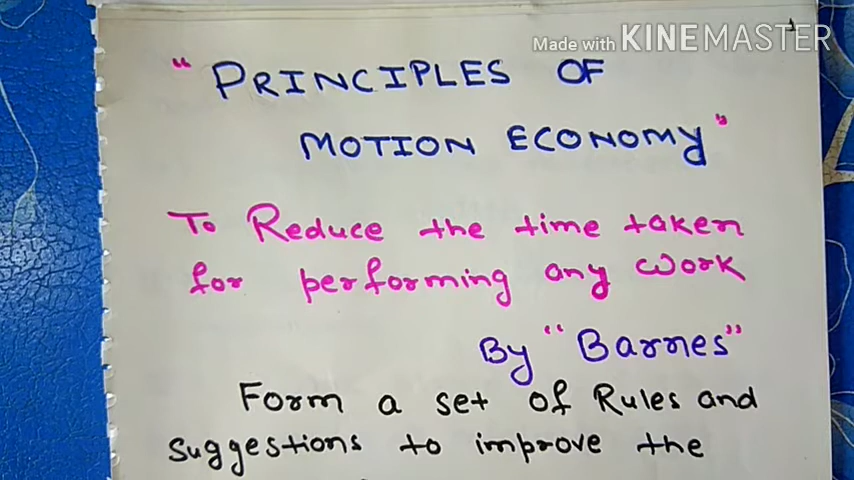 1
Made with KINEMASTER
" PRINCIPLES OF
MOTION ECONOMY "
To Reduce the time taken
for performing any work
By "Barnes"
Form a set of Rules and
suggestions to improve the